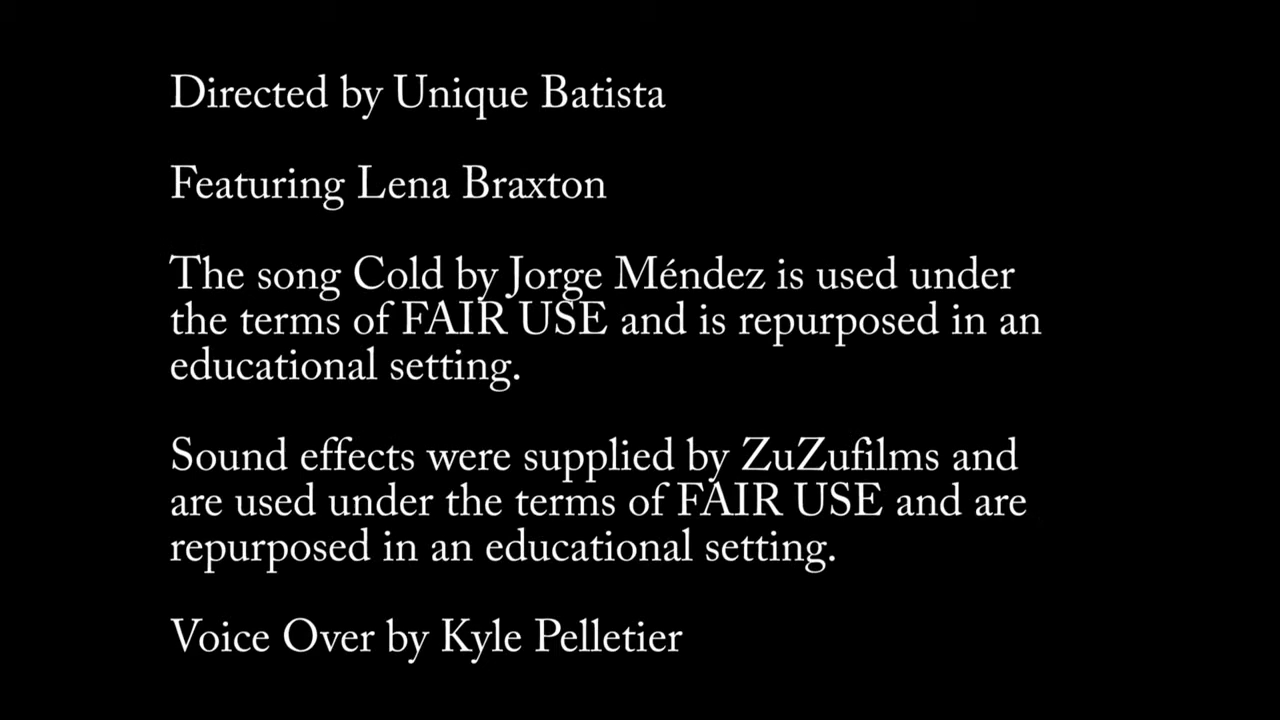 Directed by Unique Batista
Featuring Lena Braxton
The song Cold by Jorge Méndez is used under
the terms of FAIR USE and is repurposed in an
educational setting.
Sound effects were supplied by ZuZufilms and
are used under the terms of FAIR USE and are
repurposed in an educational setting.
Voice Over by Kyle Pelletier